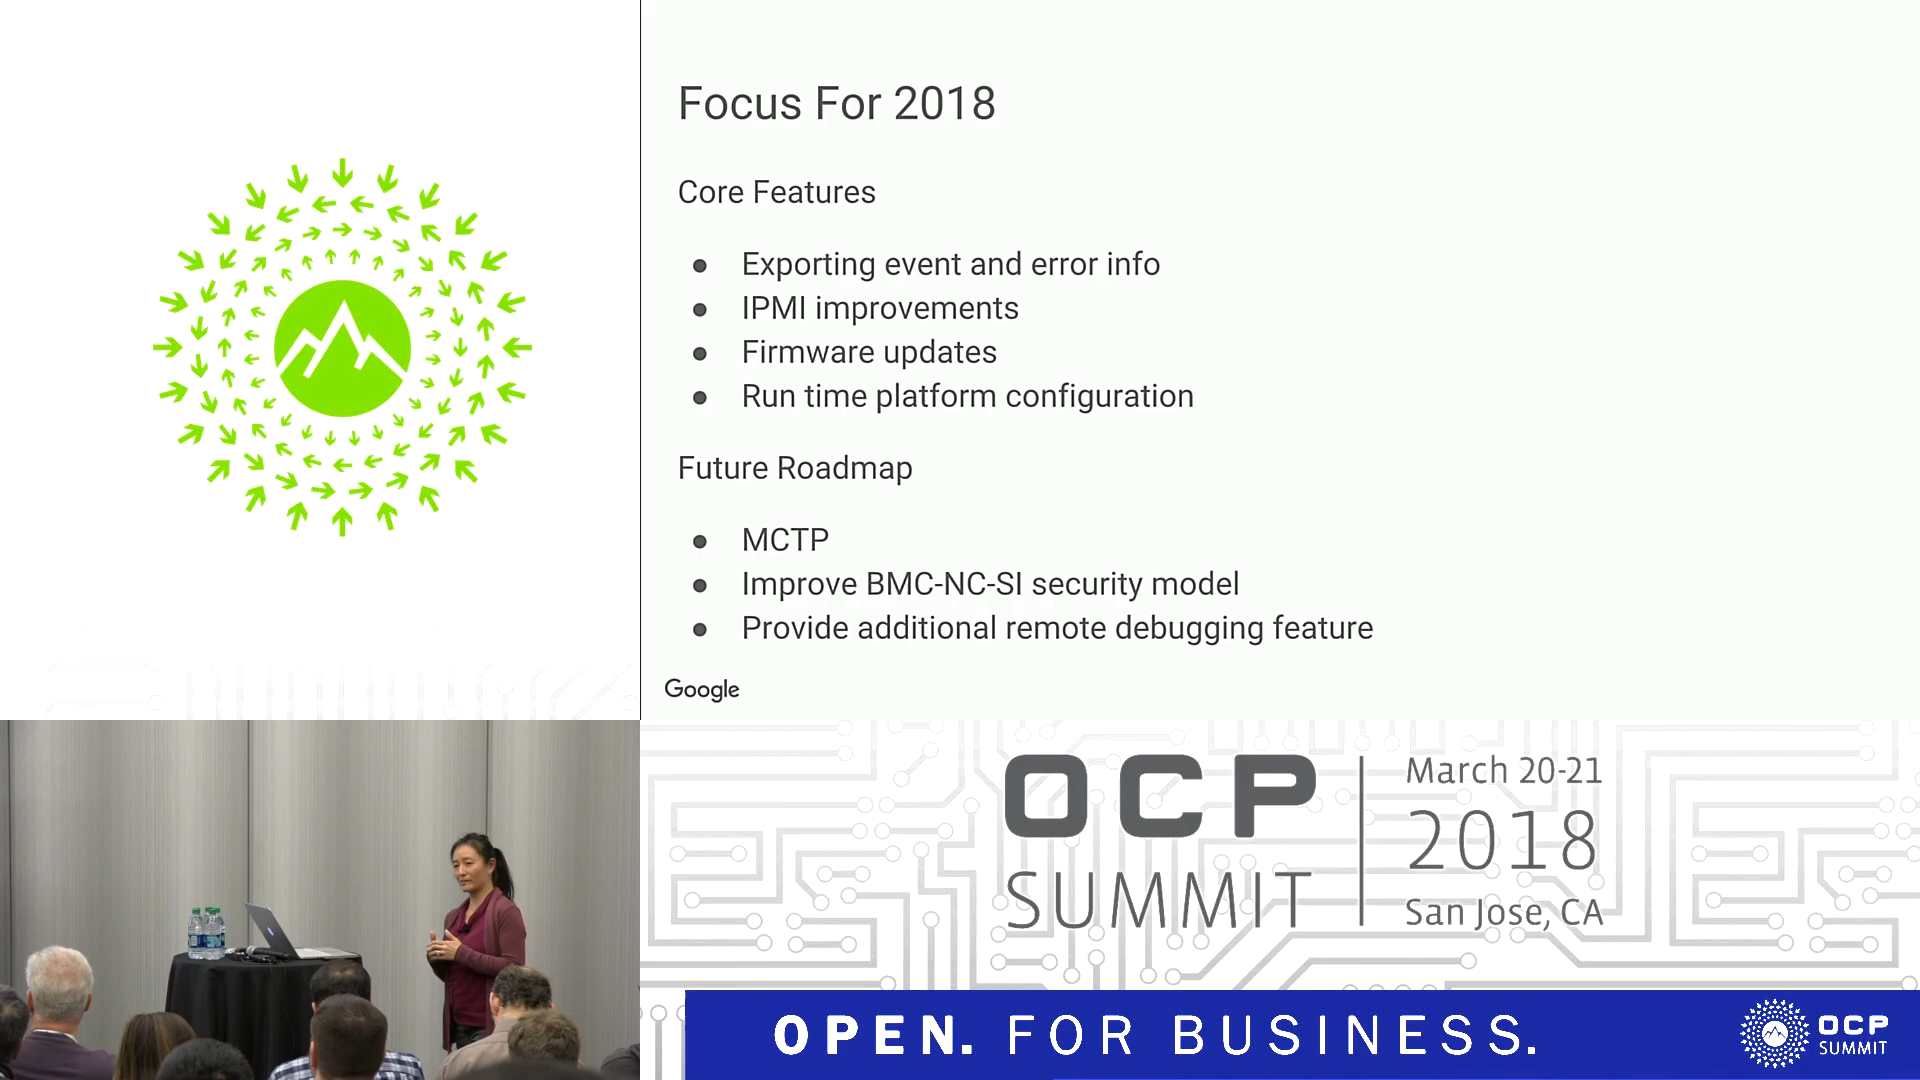 Focus For 2018
Core Features
● Exporting event and error info
● IPMI improvements
● Firmware updates
● Run time platform configuration
Future Roadmap
● MCTP
● Improve BMC-NC-SI security model
● Provide additional remote debugging feature
Google
OCP
SUMMIT
March 20-21
2018
San Jose, CA
OPEN. FOR BUSINESS.
OCP
SUMMIT